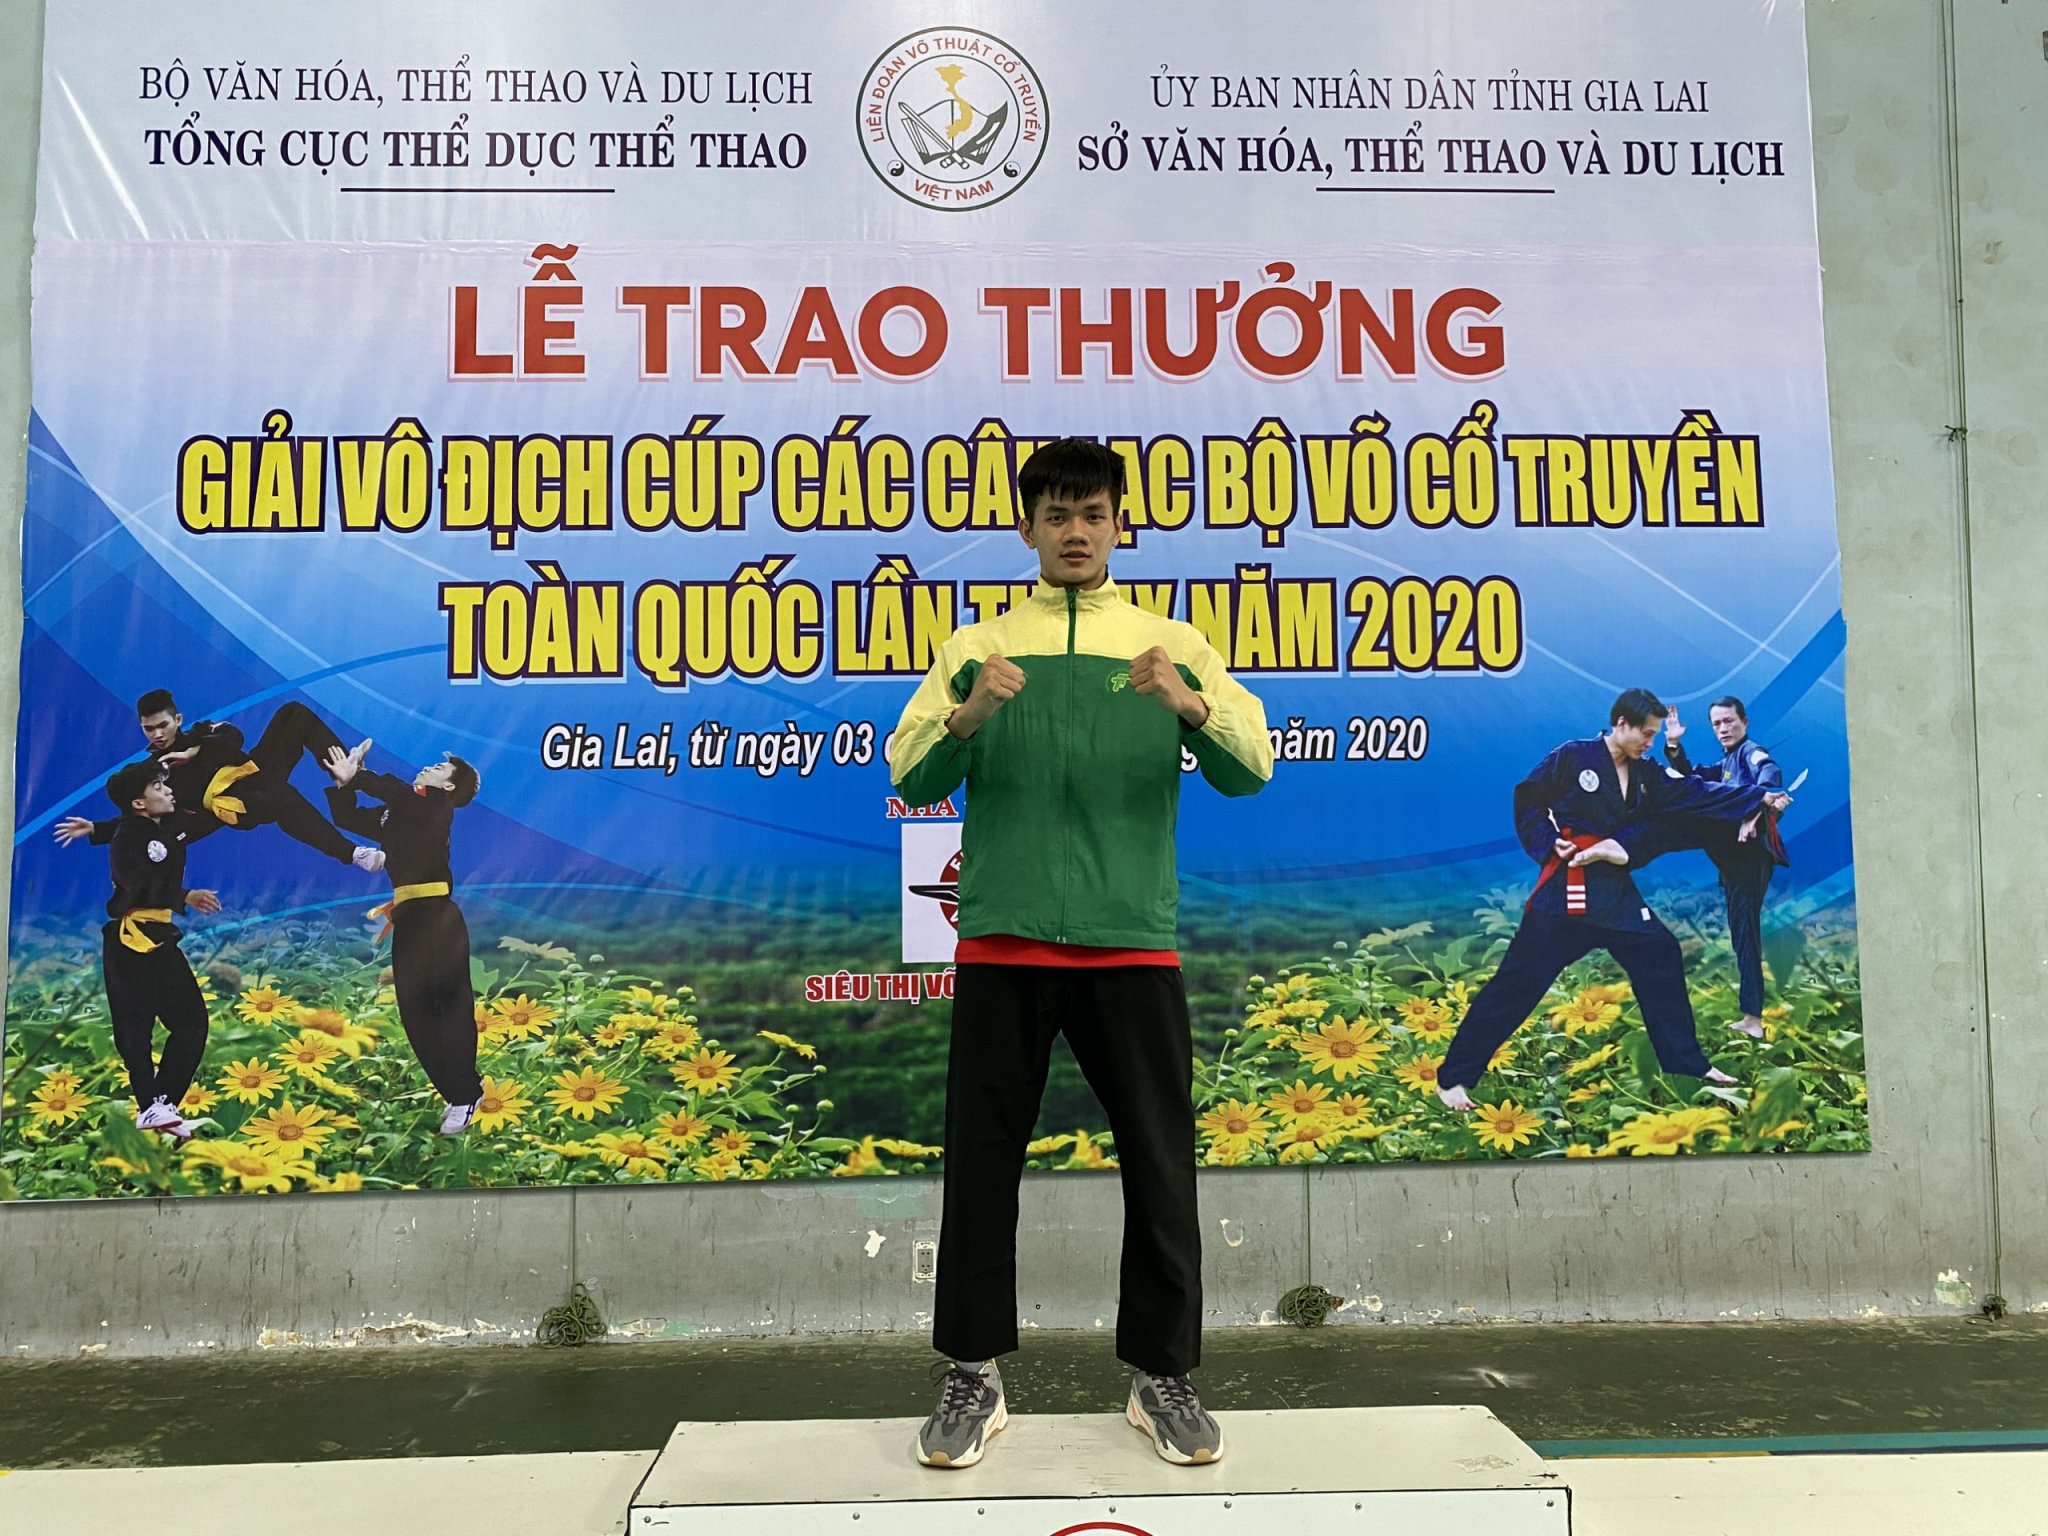 BỘ VĂN HÓA, THỂ THAO VÀ DU LỊCH
TỔNG CỤC THỂ DỤC THỂ THAO
LIÊN ĐOÀN VÕ THUẬT CỔ TRUYỀN
VIỆT NAM
ỦY BAN NHÂN DÂN TỈNH GIA LAI
SỞ VĂN HÓA, THỂ THAO VÀ DU LỊCH
LỄ TRAO THƯỞNG
GIẢI VÔ ĐỊCH CÚP CÁC CÂU LẠC BỘ VÕ CỔ TRUYỀN
TOÀN QUỐC LẦN NĂM 2020
Gia Lai, từ ngày 03 năm 2020
NHÀ
SIÊU THỊ VÕ